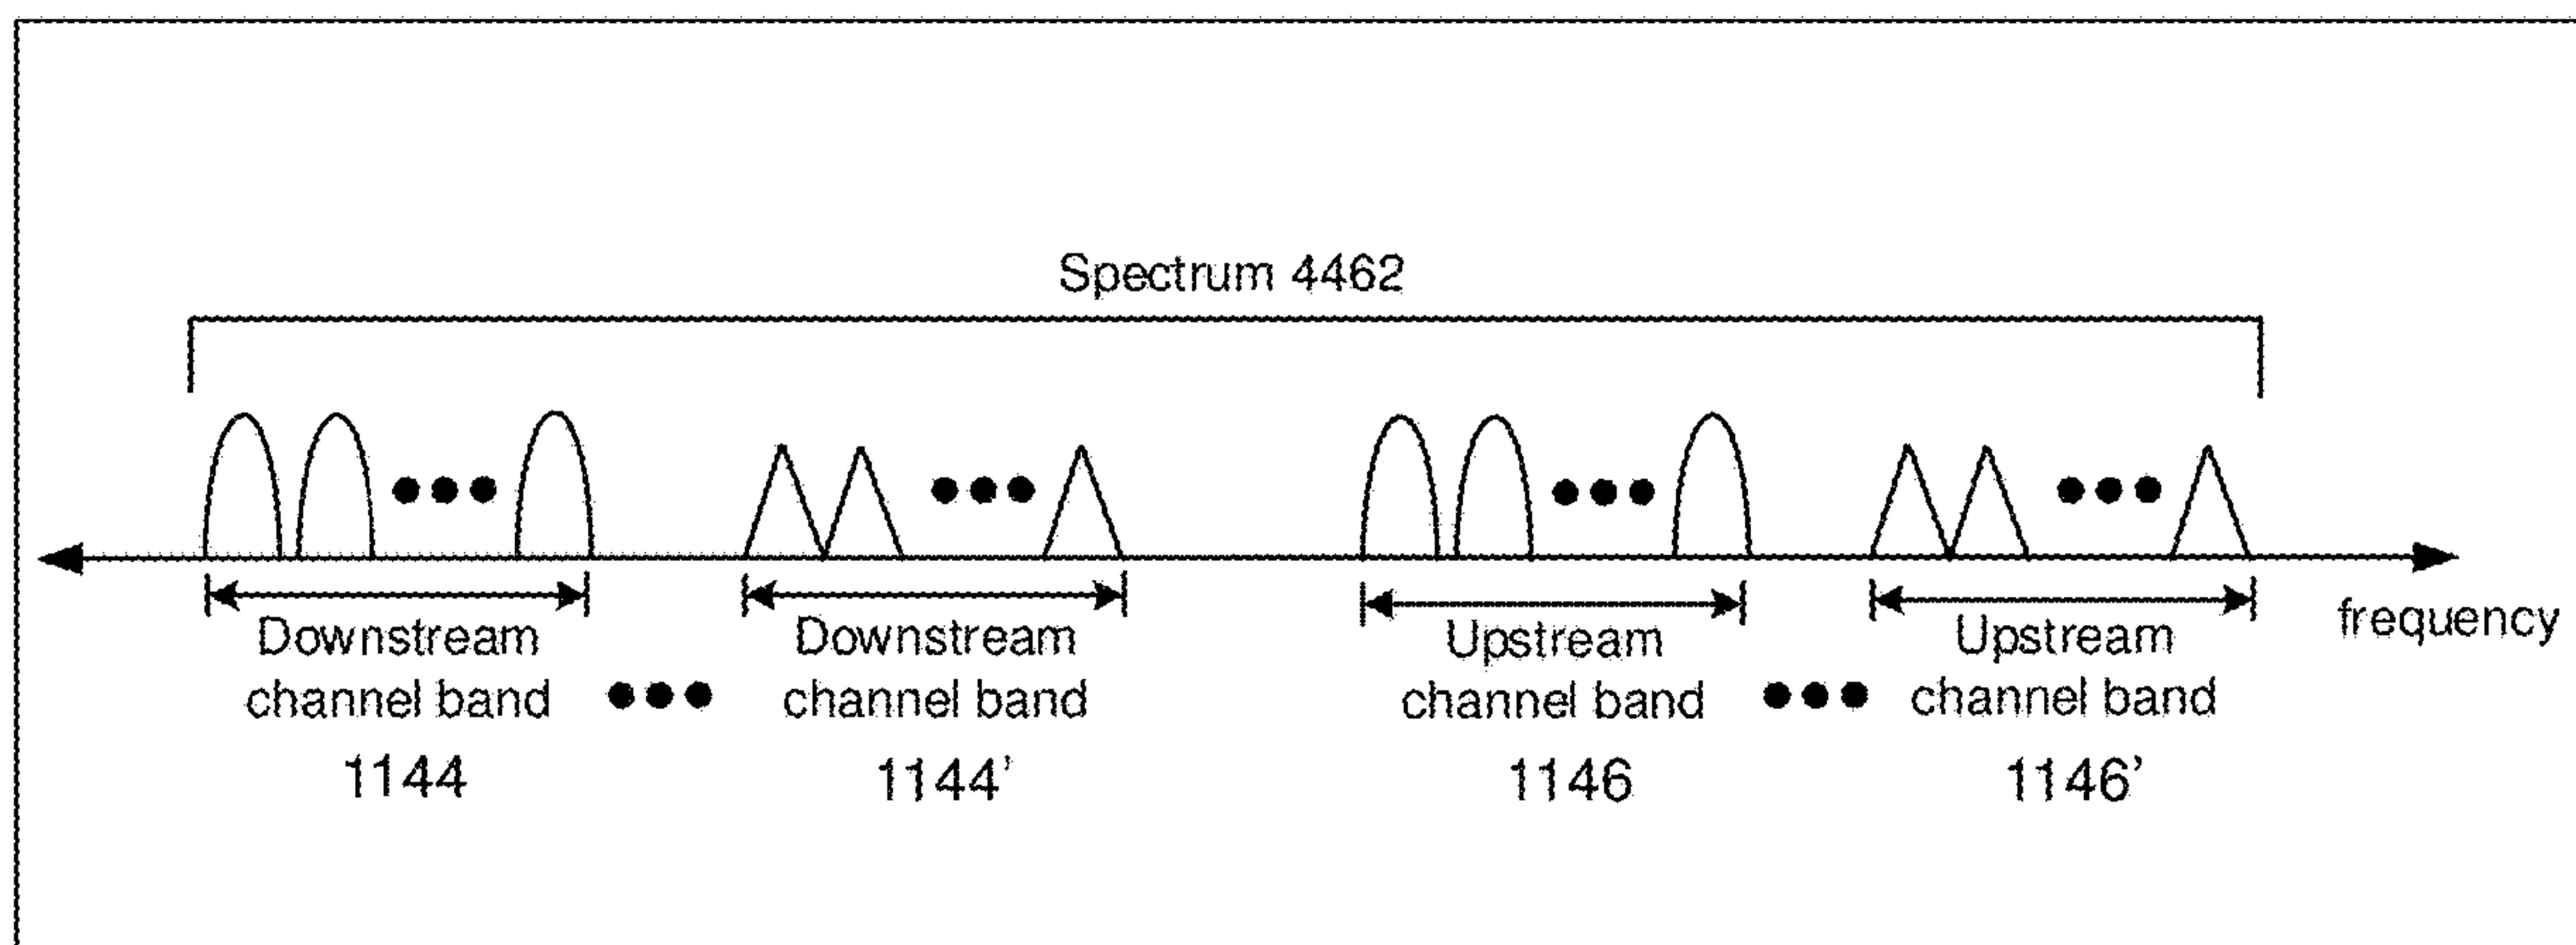 Spectrum 4462
Downstream
channel band
1144
Downstream
channel band
1144’
Upstream
channel band
1146
Upstream
channel band
1146’
frequency